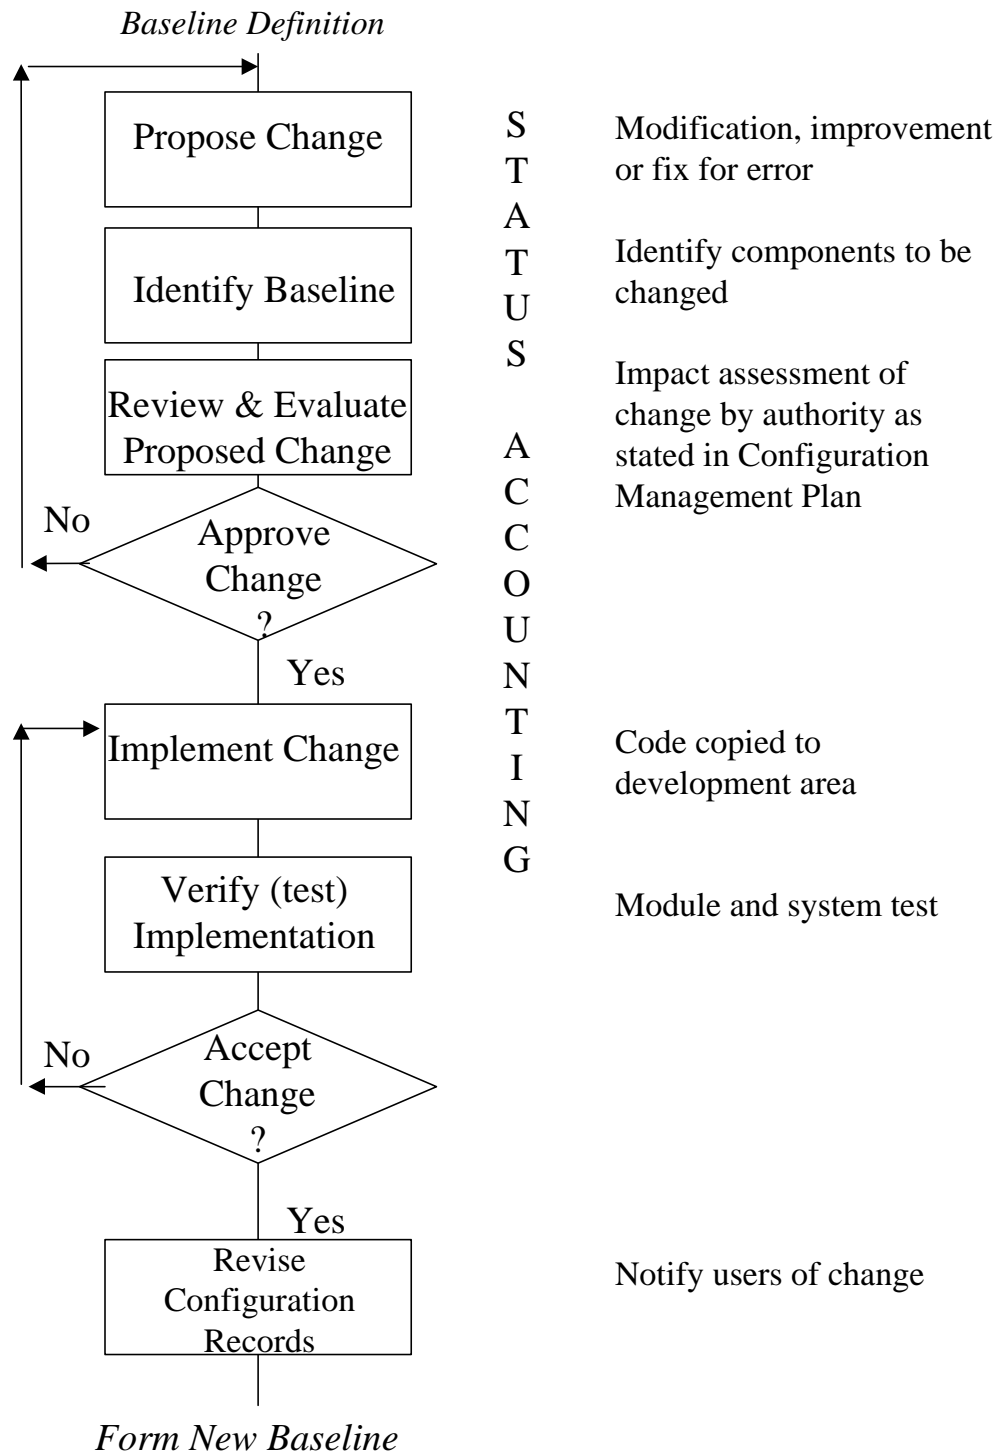 Baseline Definition
Propose Change
Identify Baseline
Review & Evaluate
Proposed Change
No
Approve
Change
?
Yes
Implement Change
Verify (test)
Implementation
No
Accept
Change
?
Yes
Revise
Configuration
Records
Form New Baseline
S
T
A
T
U
S
A
C
C
O
U
N
T
I
N
G
Modification, improvement
or fix for error
Identify components to be
changed
Impact assessment of
change by authority as
stated in Configuration
Management Plan
Code copied to
development area
Module and system test
Notify users of change